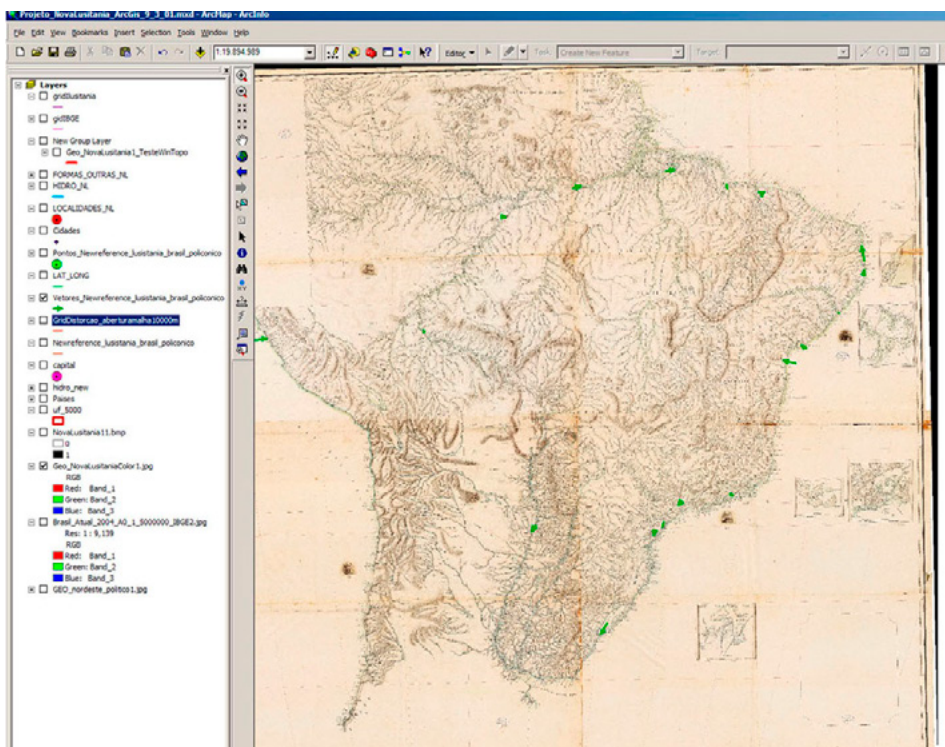 Projeto_NovaLusitania_ArcGis_9_3_01.mxd - ArcMap - ArcInfo
File Edit View Bookmarks Insert Selection Tools Window Help
1:19.894.989 Editor Task: Create New Feature Target:
Layers
gridlusitania
gridIBGE
New Group Layer
Geo_NovaLusitania1_TesteWinTopo
FORMAS_OUTRAS_NL
HIDRO_NL
LOCALIDADES_NL
Cidades
Pontos_Newreference_lusistania_brasil_policonico
LAT_LONG
Vetores_Newreference_lusistania_brasil_policonico
GridDistorcao_aberturamalha10000m
Newreference_lusistania_brasil_policonico
capital
hidro_new
Paises
uf_5000
NovaLusitania11.bmp
0
1
Geo_NovaLusitaniaColor1.jpg
RGB
Red: Band_1
Green: Band_2
Blue: Band_3
Brasil_Atual_2004_A0_1_5000000_IBGE2.jpg
Res: 1 : 9,139
RGB
Red: Band_1
Green: Band_2
Blue: Band_3
GEO_nordeste_politico1.jpg